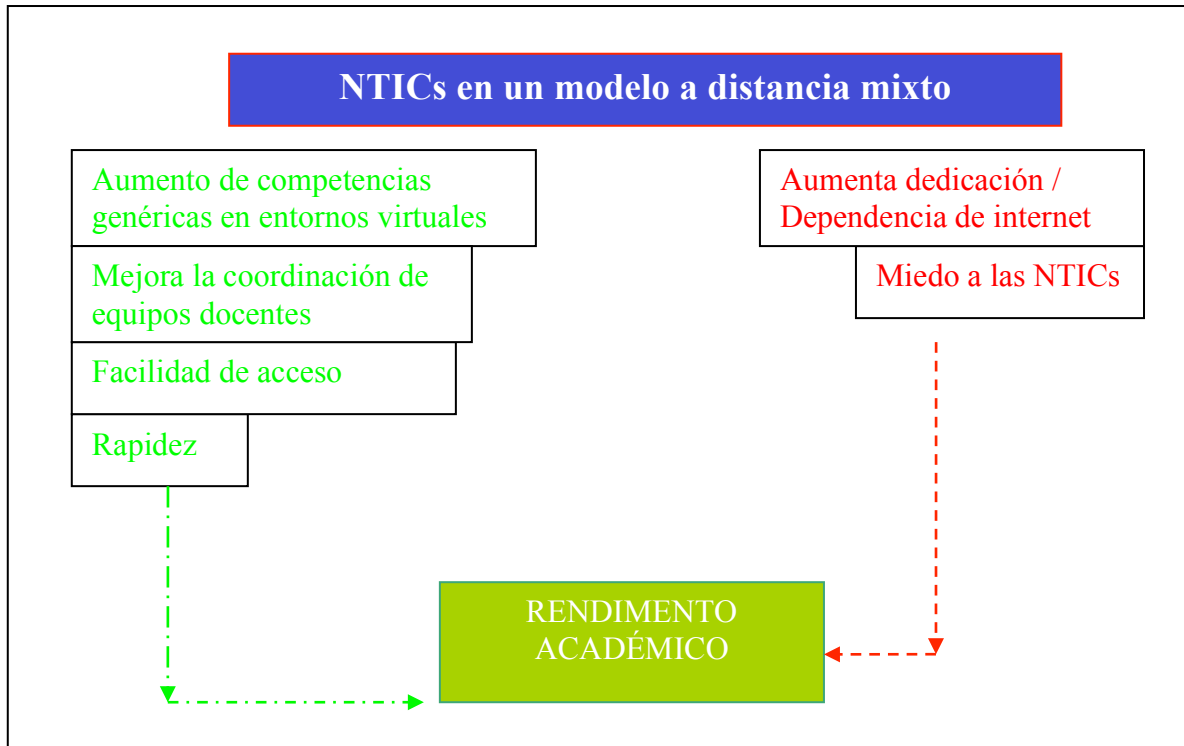 NTICs en un modelo a distancia mixto
Aumento de competencias
genéricas en entornos virtuales
Mejora la coordinación de
equipos docentes
Facilidad de acceso
Rapidez
Aumenta dedicación /
Dependencia de internet
Miedo a las NTICs
RENDIMENTO
ACADÉMICO